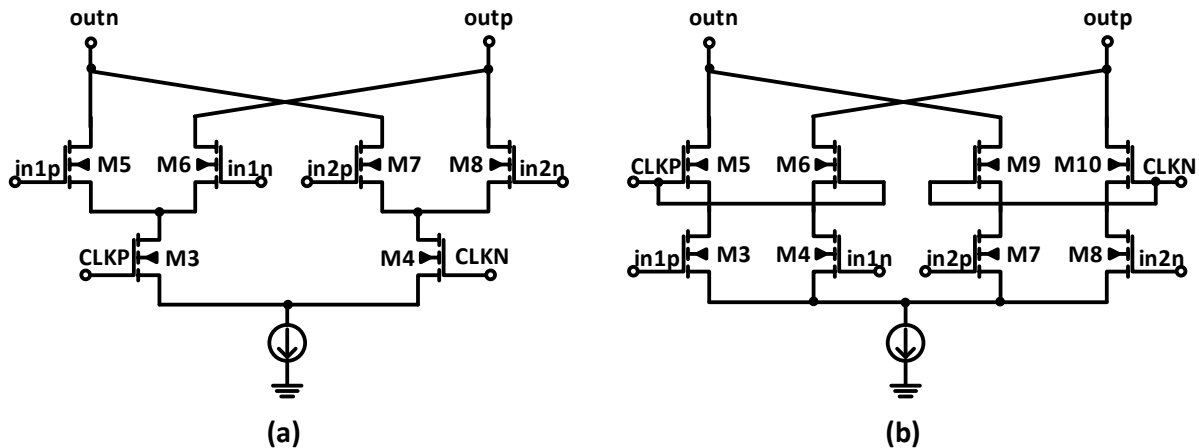 outn outp outn outp
in1p M5 M6 in1n in2p M7 M8 in2n CLKP M5 M6 M9 M10 CLKN
CLKP M3 M4 CLKN in1p M3 M4 in1n in2p M7 M8 in2n
(a) (b)